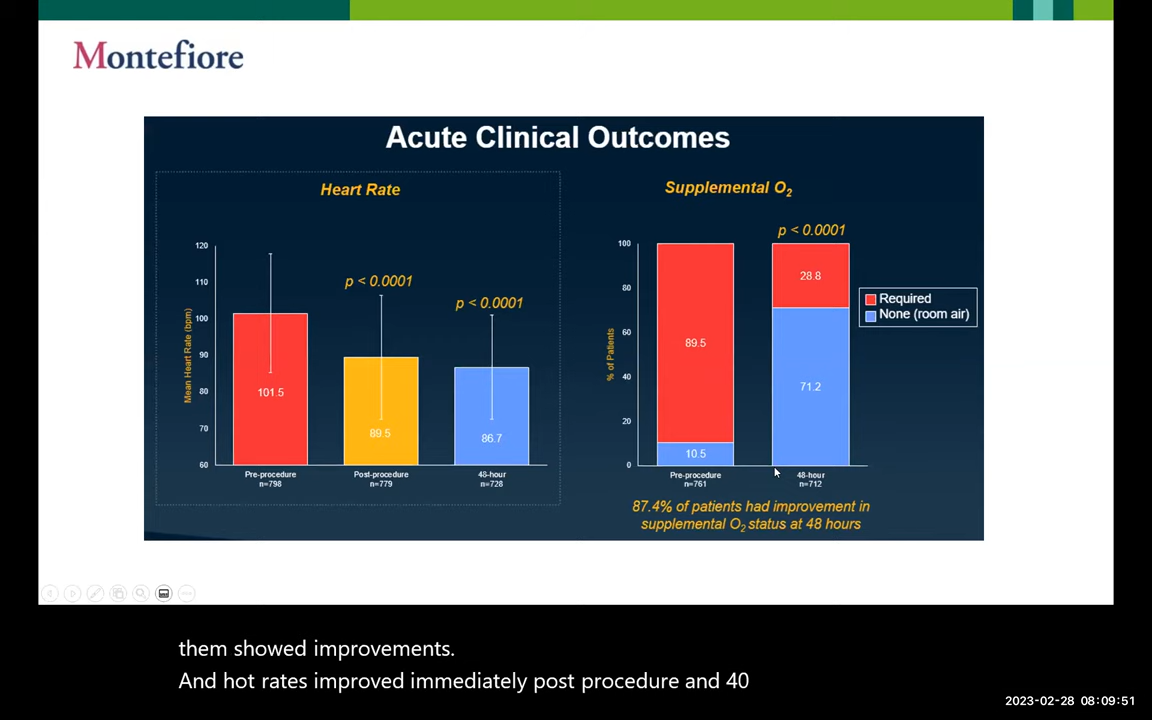 Montefiore
Acute Clinical Outcomes
Heart Rate
120
110
100
90
80
70
60
Mean Heart Rate (bpm)
p < 0.0001
p < 0.0001
101.5
89.5
86.7
Pre-procedure
n=798
Post-procedure
n=779
48-hour
n=728
Supplemental O2
p < 0.0001
100
80
60
40
20
0
% of Patients
89.5
10.5
28.8
71.2
Required
None (room air)
Pre-procedure
n=761
48-hour
n=712
87.4% of patients had improvement in
supplemental O2 status at 48 hours
them showed improvements.
And hot rates improved immediately post procedure and 40
2023-02-28 08:09:51